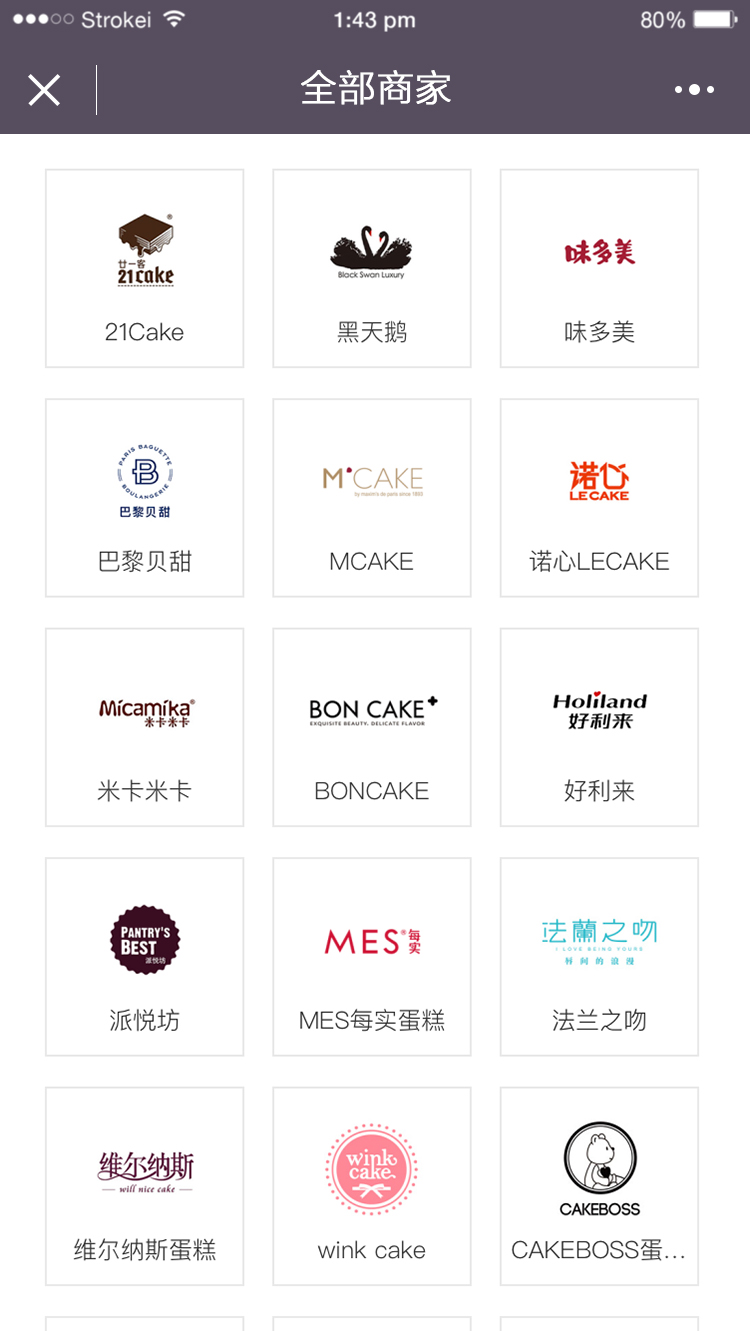 Strokei 1:43 pm 80%
全部商家
廿一客
21cake
21Cake
Black Swan Luxury
黑天鹅
味多美
味多美
PARIS BAGUETTE
B
BOULANGERIE
巴黎贝甜
巴黎贝甜
M'CAKE
by maxim's de paris since 1893
MCAKE
诺心
LECAKE
诺心LECAKE
Micamika®
米卡米卡
米卡米卡
BON CAKE
EXQUISITE BEAUTY. DELICATE FLAVOR
BONCAKE
Holiland
好利来
好利来
PANTRY'S
BEST
派悦坊
派悦坊
MES®每实
MES每实蛋糕
法蘭之吻
I LOVE BEING YOURS
唇间的浪漫
法兰之吻
维尔纳斯
will nice cake
维尔纳斯蛋糕
wink
cake
wink cake
CAKEBOSS
CAKEBOSS蛋...